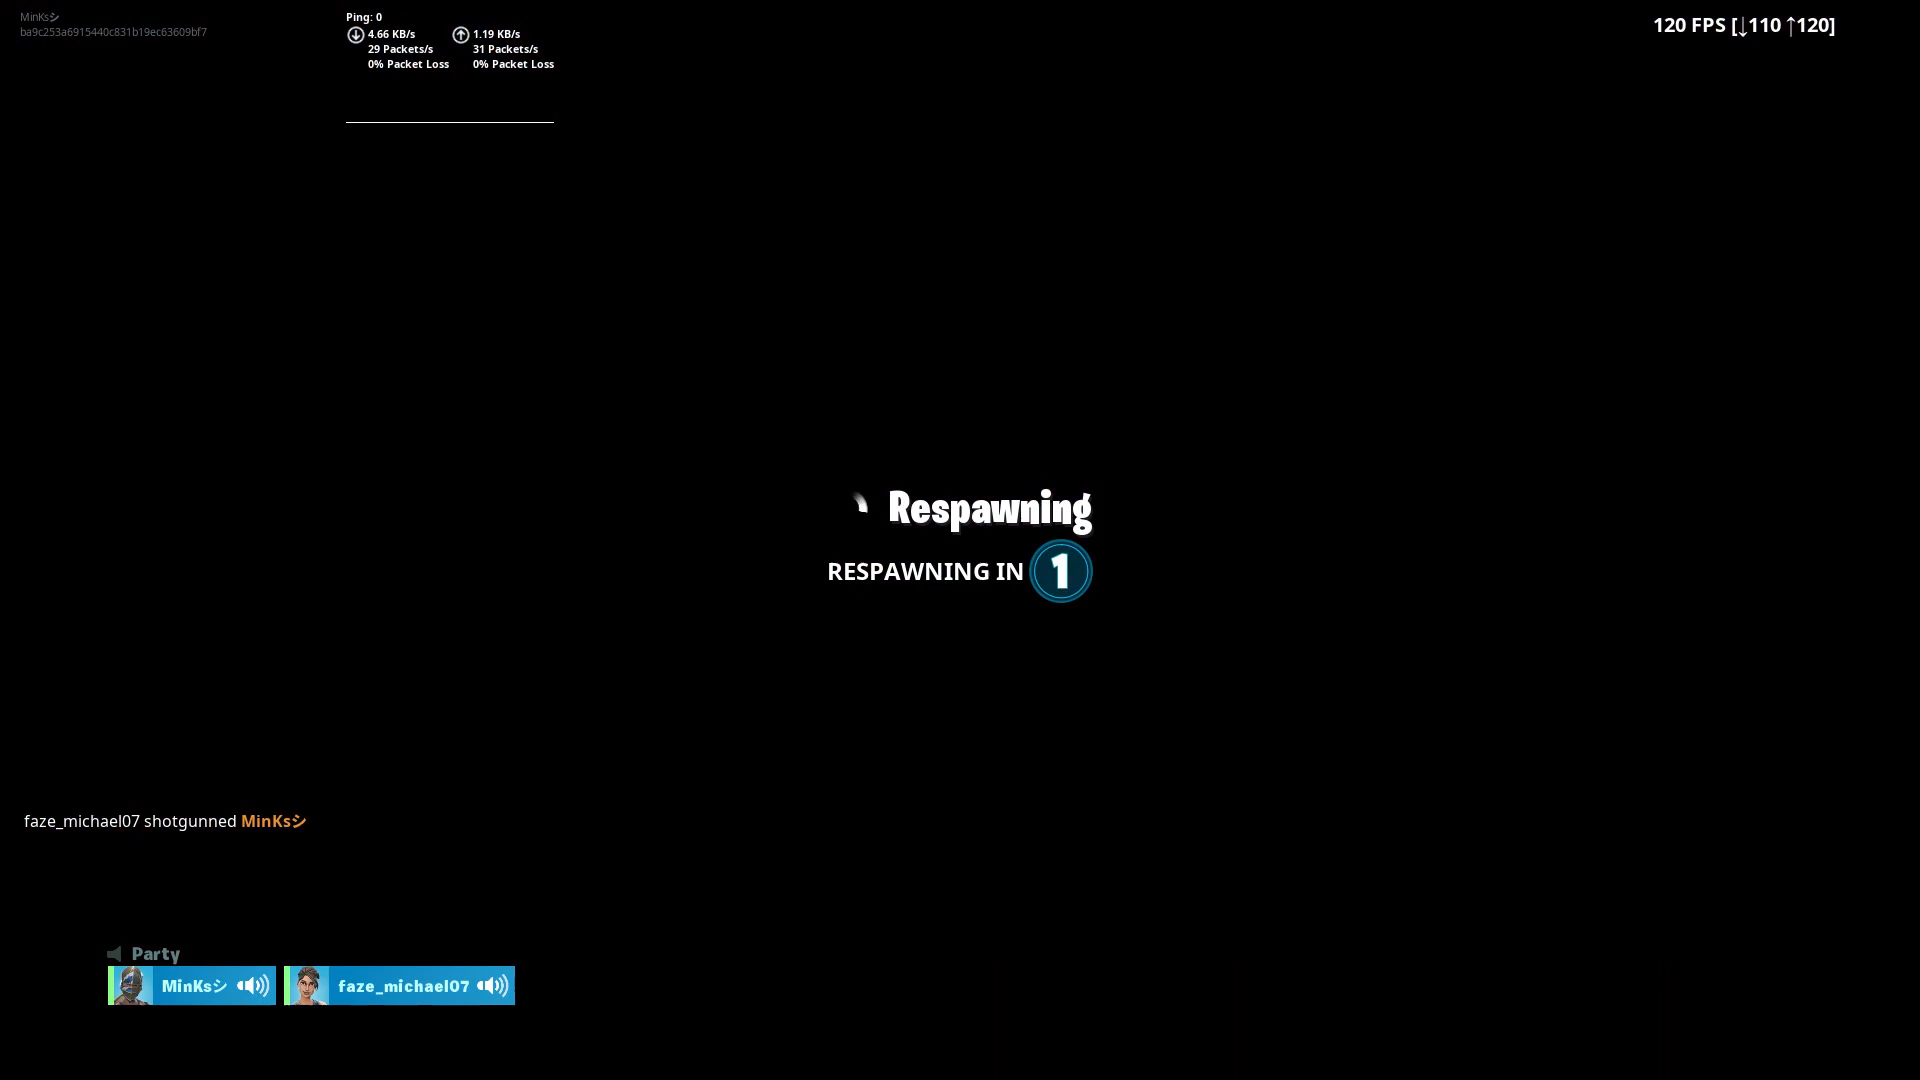 MinKsシ
ba9c253a6915440c831b19ec63609bf7
Ping: 0
4.66 KB/s 1.19 KB/s
29 Packets/s 31 Packets/s
0% Packet Loss 0% Packet Loss
120 FPS [↓110 ↑120]
Respawning
RESPAWNING IN 1
faze_michael07 shotgunned MinKsシ
Party
MinKsシ faze_michael07